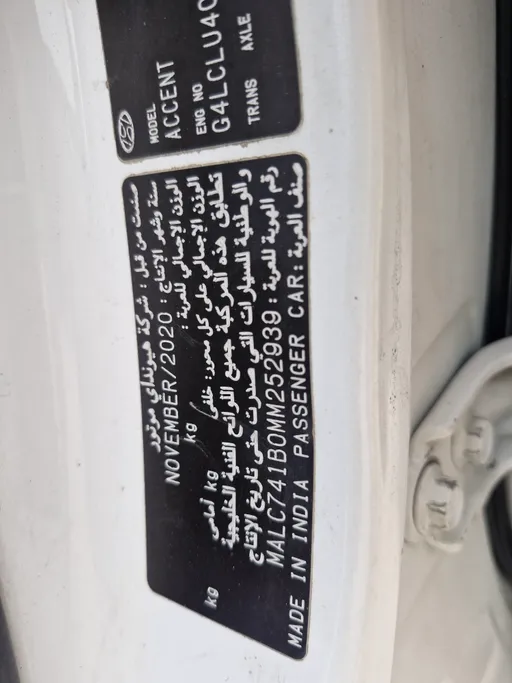 MODEL
ACCENT
ENG NO
G4LCLU40
TRANS AXLE
صنعت من قبل : شركة هيونداي موتور
سنة وشهر الإنتاج : NOVEMBER/2020
الوزن الإجمالي للعربة : kg
الوزن الإجمالي على كل محور: خلفي/ kg أمامي kg
تطابق هذه المركبة جميع اللوائح الفنية الخليجية
والوطنية للسيارات التي صدرت حتى تاريخ الإنتاج
رقم الهوية للعربة : MALC741B0MM252939
صنف العربة: MADE IN INDIA PASSENGER CAR